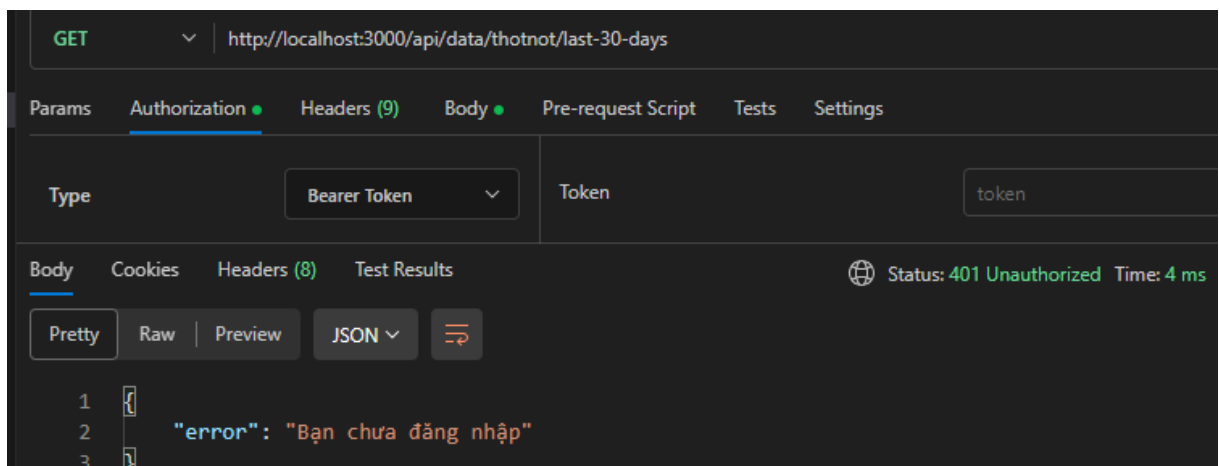 GET http://localhost:3000/api/data/thotnot/last-30-days
Params Authorization Headers (9) Body Pre-request Script Tests Settings
Type Bearer Token Token token
Body Cookies Headers (8) Test Results Status: 401 Unauthorized Time: 4 ms
Pretty Raw Preview JSON
1 {
2 "error": "Bạn chưa đăng nhập"
3 }